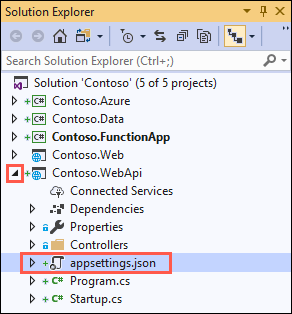 Solution Explorer
Search Solution Explorer (Ctrl+;)
Solution 'Contoso' (5 of 5 projects)
C# Contoso.Azure
C# Contoso.Data
C# Contoso.FunctionApp
Contoso.Web
Contoso.WebApi
Connected Services
Dependencies
Properties
Controllers
appsettings.json
C# Program.cs
C# Startup.cs